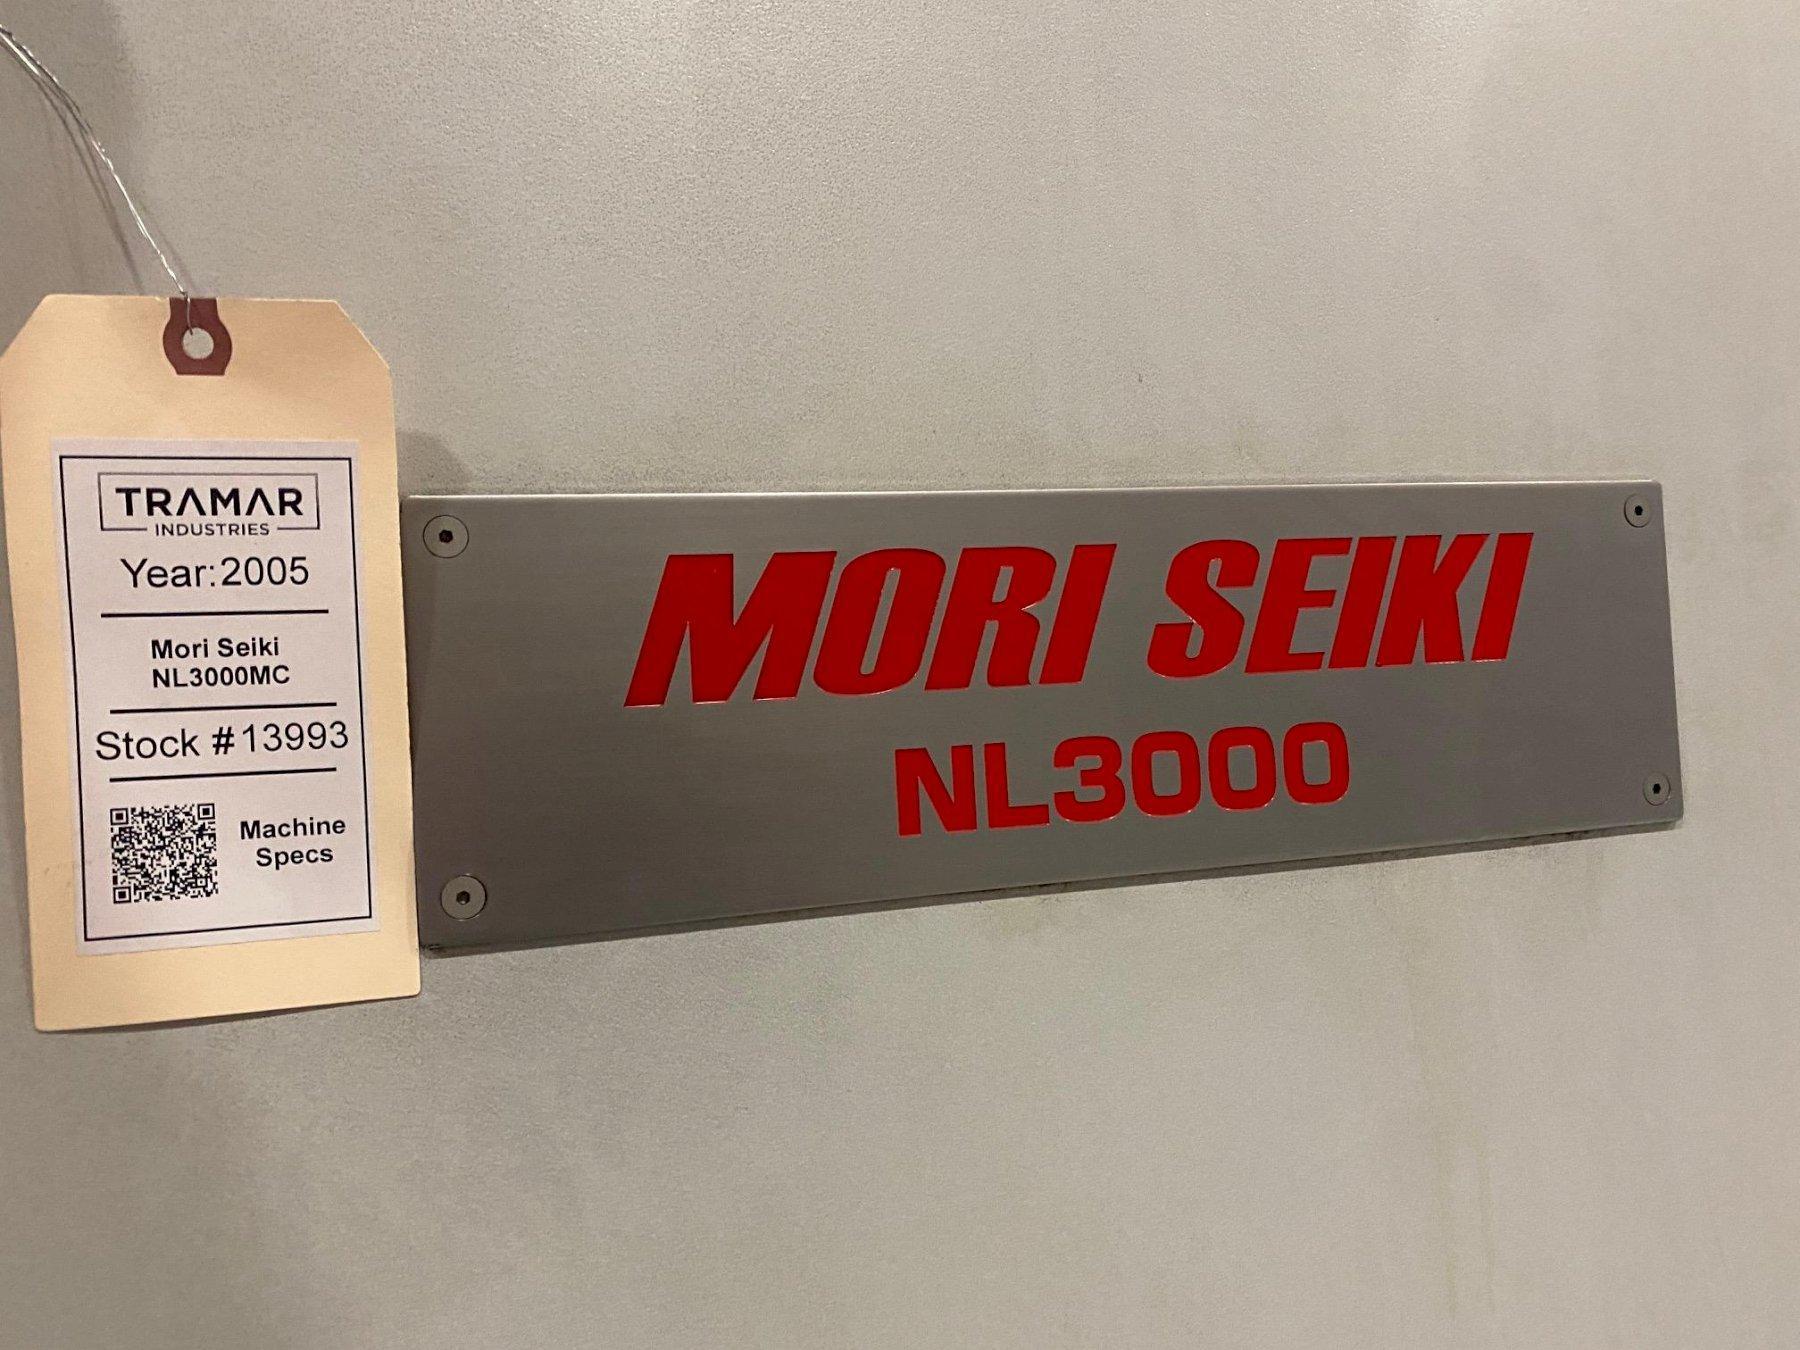 TRAMAR
INDUSTRIES
Year: 2005
Mori Seiki
NL3000MC
Stock #13993
Machine
Specs
MORI SEIKI
NL3000